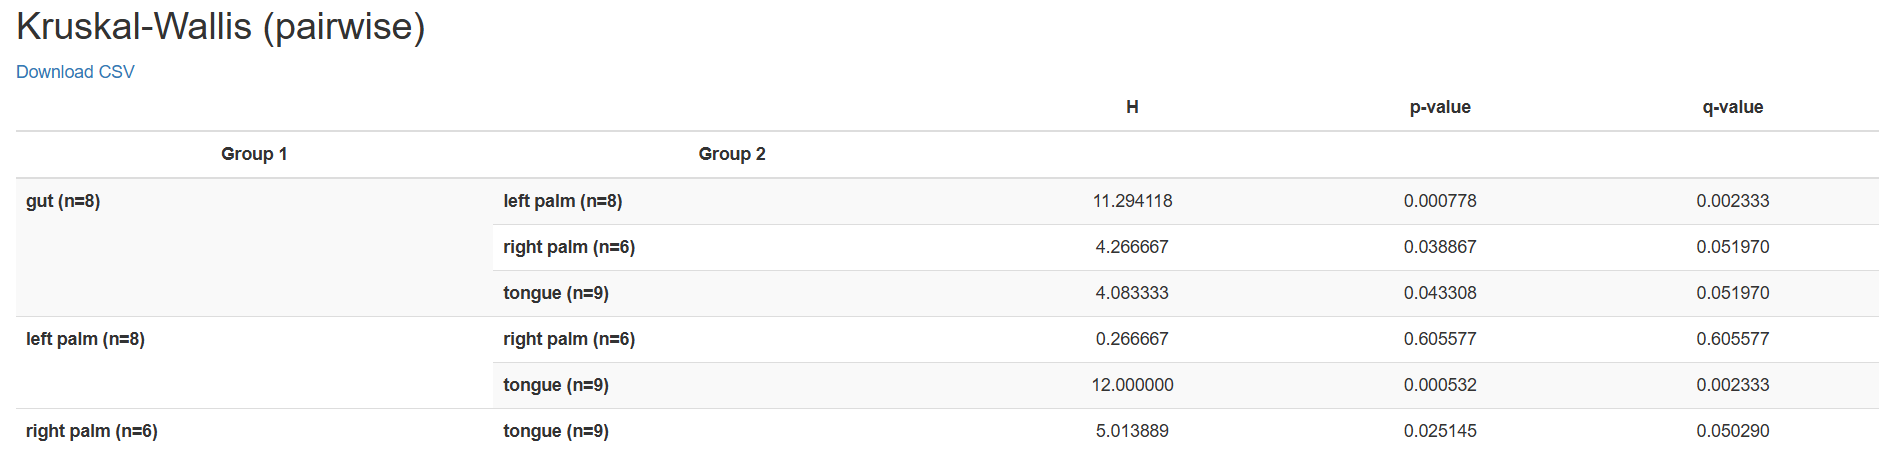 Kruskal-Wallis (pairwise)
Download CSV
H p-value q-value
Group 1 Group 2
gut (n=8) left palm (n=8) 11.294118 0.000778 0.002333
right palm (n=6) 4.266667 0.038867 0.051970
tongue (n=9) 4.083333 0.043308 0.051970
left palm (n=8) right palm (n=6) 0.266667 0.605577 0.605577
tongue (n=9) 12.000000 0.000532 0.002333
right palm (n=6) tongue (n=9) 5.013889 0.025145 0.050290